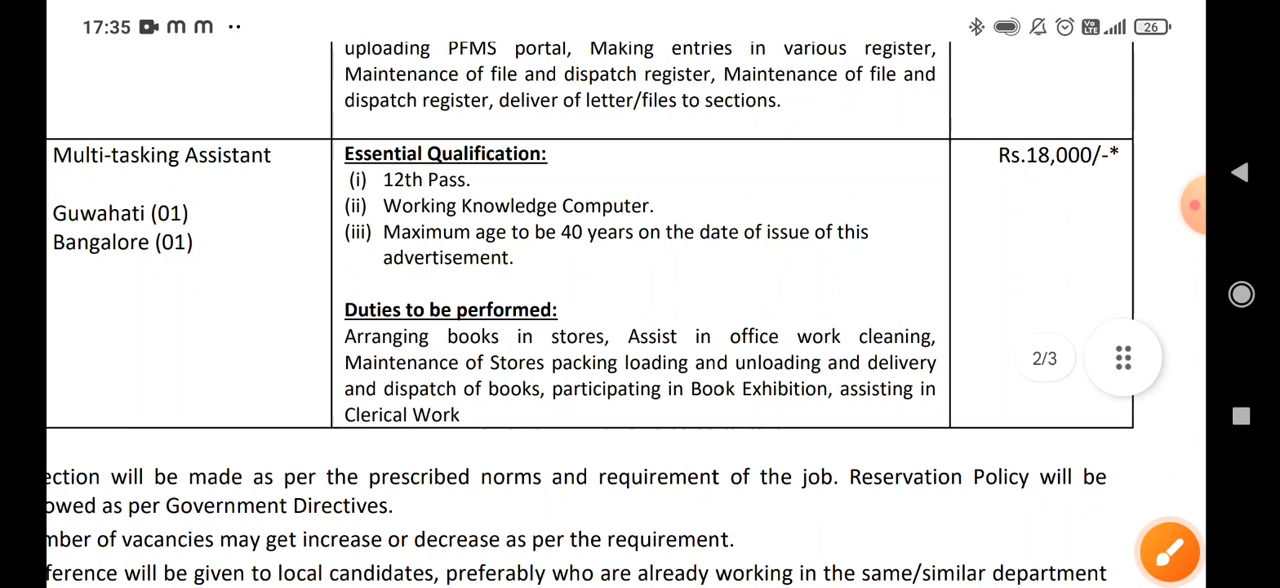 17:35
26
uploading PFMS portal, Making entries in various register,
Maintenance of file and dispatch register, Maintenance of file and
dispatch register, deliver of letter/files to sections.
Multi-tasking Assistant
Guwahati (01)
Bangalore (01)
Essential Qualification:
(i) 12th Pass.
(ii) Working Knowledge Computer.
(iii) Maximum age to be 40 years on the date of issue of this
advertisement.
Duties to be performed:
Arranging books in stores, Assist in office work cleaning,
Maintenance of Stores packing loading and unloading and delivery
and dispatch of books, participating in Book Exhibition, assisting in
Clerical Work
Rs.18,000/-*
2/3
ection will be made as per the prescribed norms and requirement of the job. Reservation Policy will be
owed as per Government Directives.
mber of vacancies may get increase or decrease as per the requirement.
ference will be given to local candidates, preferably who are already working in the same/similar department